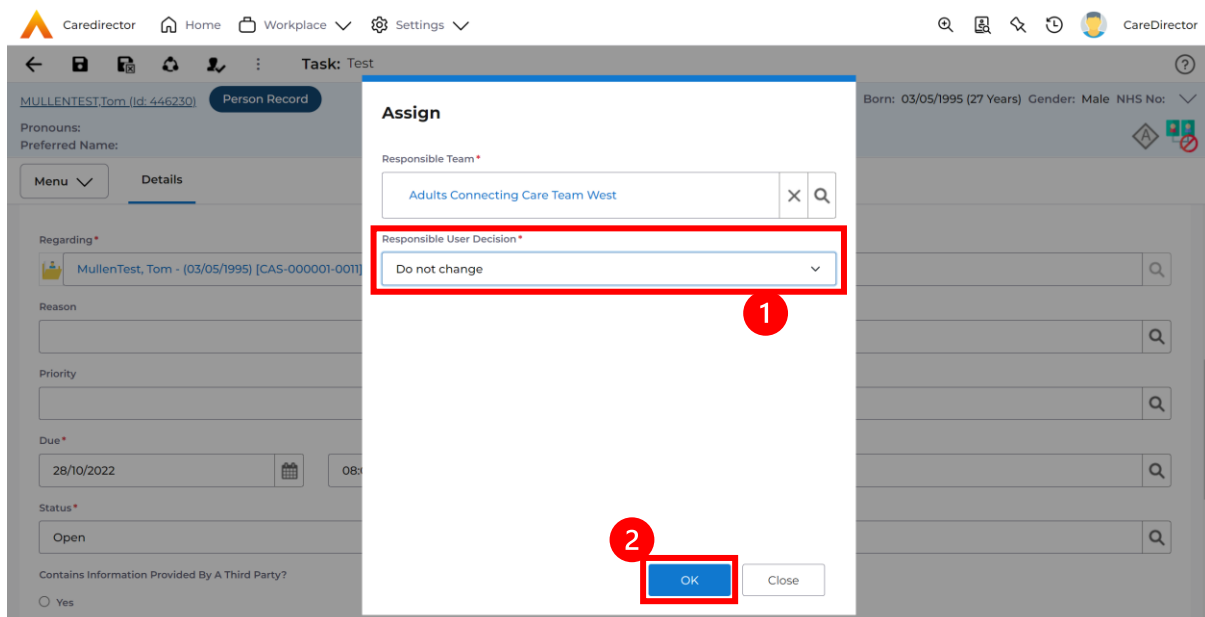 Caredirector Home Workplace Settings CareDirector
Task: Test
MULLENTEST,Tom (Id: 446230) Person Record Born: 03/05/1995 (27 Years) Gender: Male NHS No:
Pronouns:
Preferred Name:
Menu Details
Assign
Responsible Team*
Adults Connecting Care Team West
Responsible User Decision*
Do not change
1
2
OK Close
Regarding*
MullenTest, Tom - (03/05/1995) [CAS-000001-0011]
Reason
Priority
Due*
28/10/2022
Status*
Open
Contains Information Provided By A Third Party?
Yes